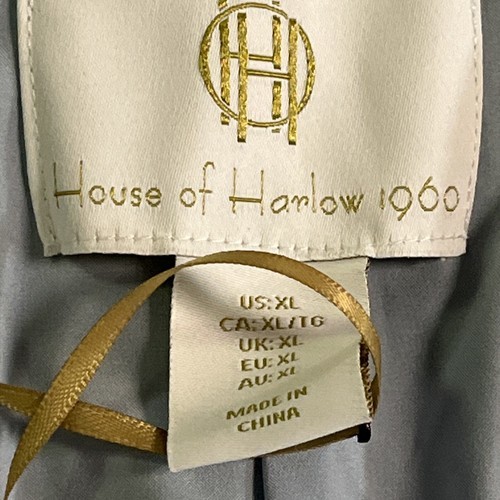 House of Harlow 1960
US: XL
CA: XL/TG
UK: XL
EU: XL
AU: XL
MADE IN
CHINA